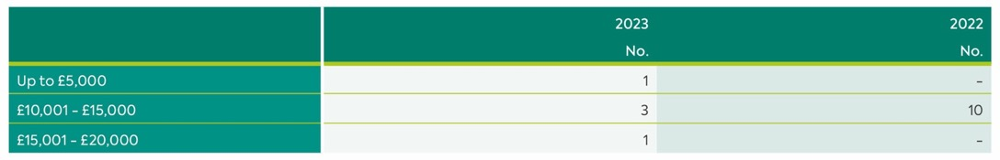 2023 2022
No. No.
Up to £5,000 1 –
£10,001 – £15,000 3 10
£15,001 – £20,000 1 –